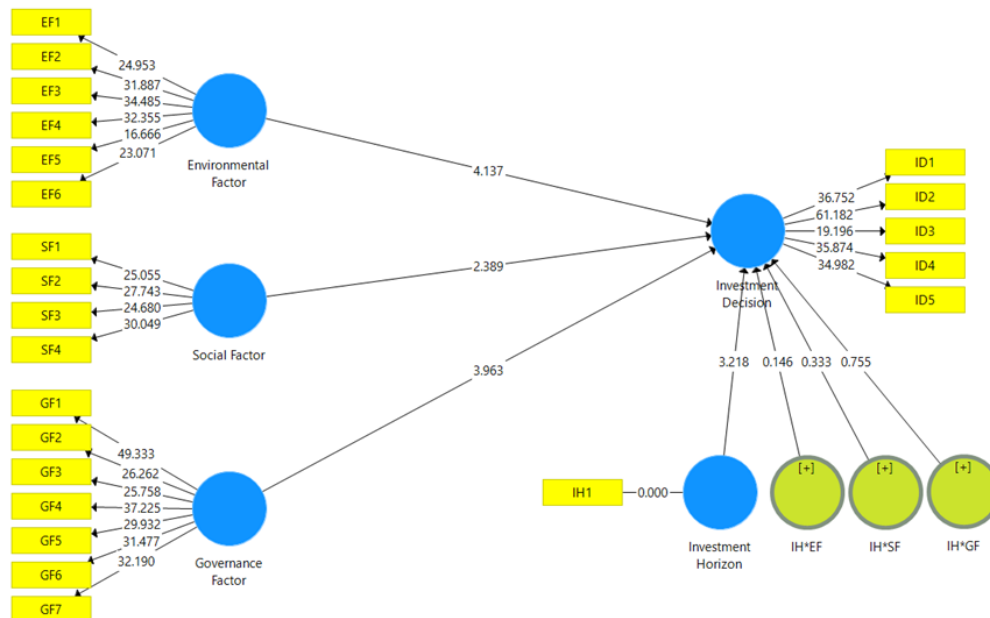 EF1
EF2
EF3
EF4
EF5
EF6
24.953
31.887
34.485
32.355
16.666
23.071
Environmental
Factor
4.137
SF1
SF2
SF3
SF4
25.055
27.743
24.680
30.049
Social Factor
2.389
GF1
GF2
GF3
GF4
GF5
GF6
GF7
49.333
26.262
25.758
37.225
29.932
31.477
32.190
Governance
Factor
3.963
Investment
Decision
36.752
61.182
19.196
35.874
34.982
ID1
ID2
ID3
ID4
ID5
3.218
0.146
0.333
0.755
IH1
0.000
Investment
Horizon
[+]
IH*EF
[+]
IH*SF
[+]
IH*GF